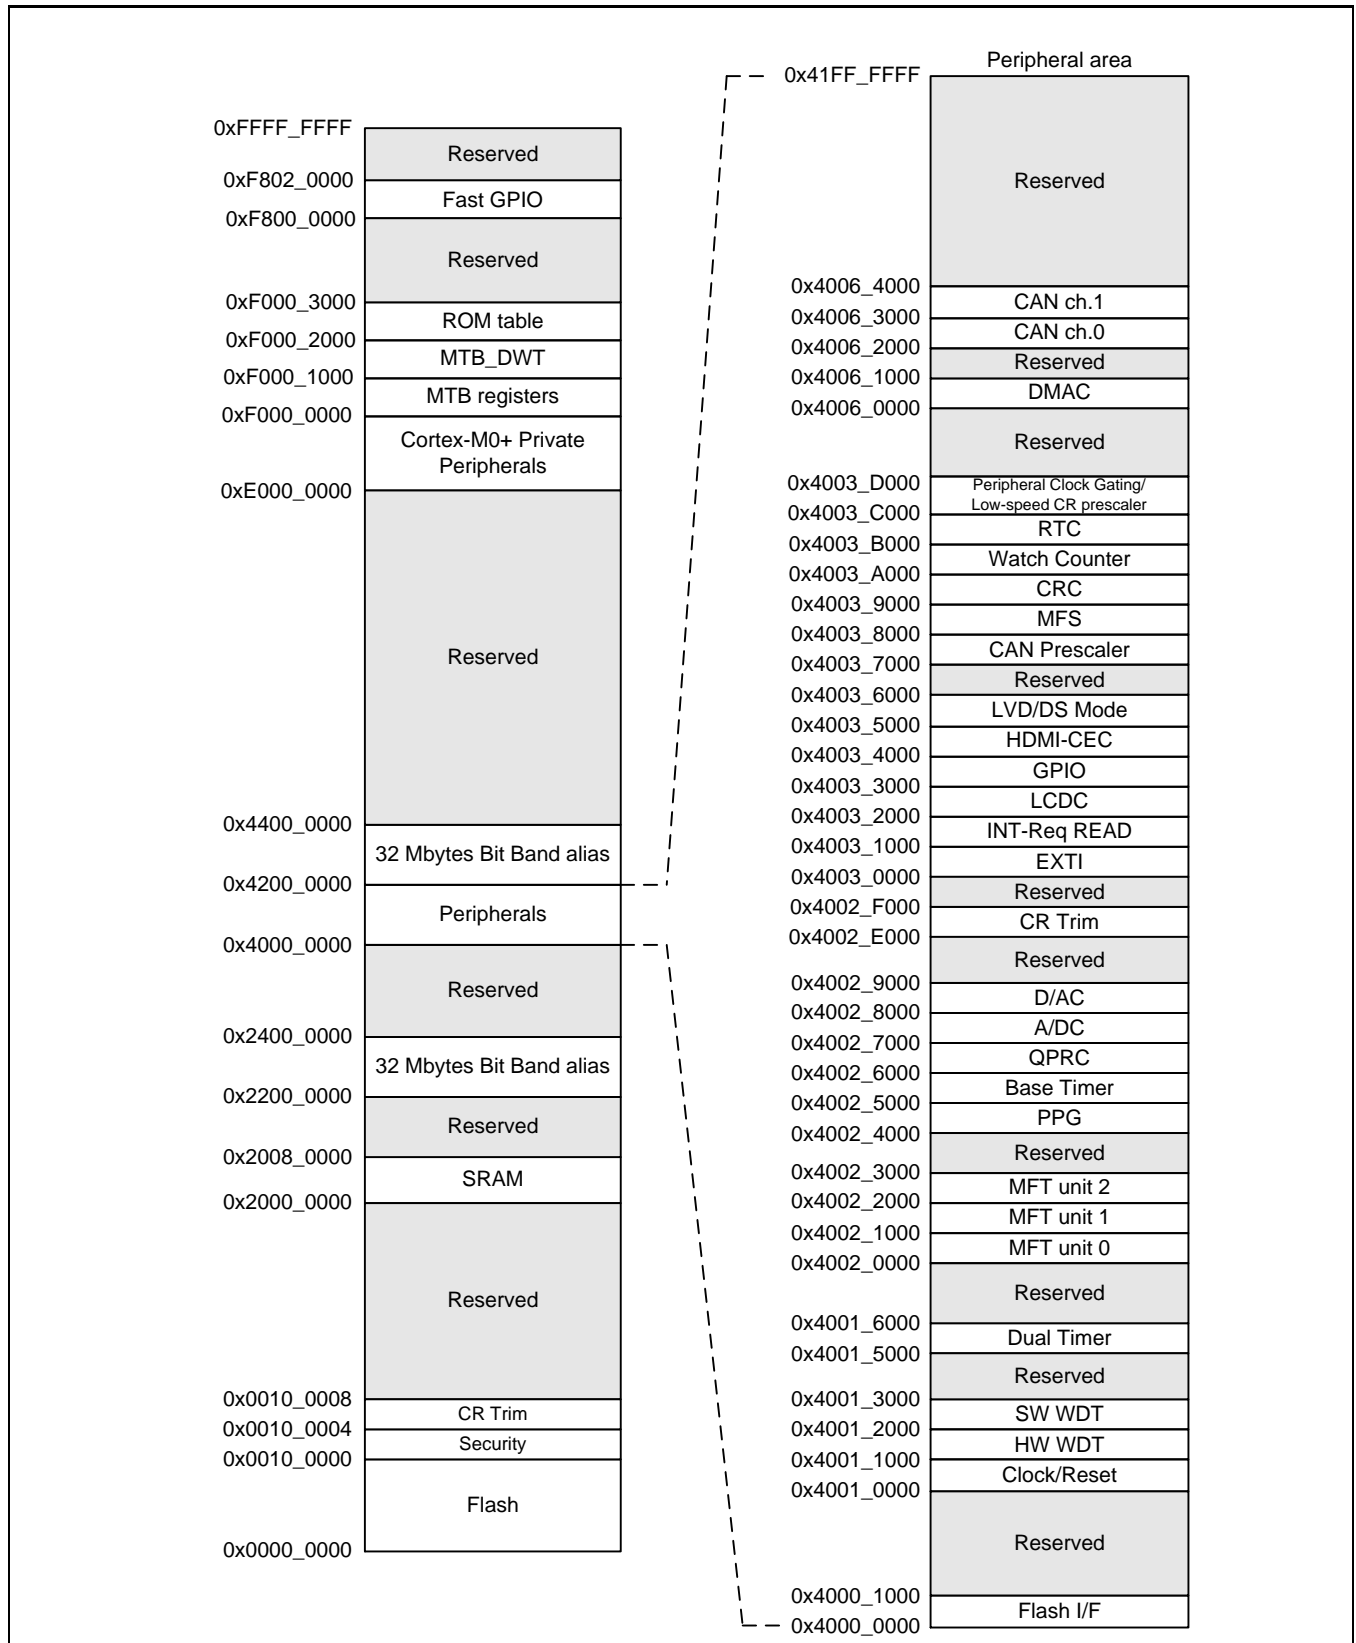 0xFFFF_FFFF
Reserved
0xF802_0000
Fast GPIO
0xF800_0000
Reserved
0xF000_3000
ROM table
0xF000_2000
MTB_DWT
0xF000_1000
MTB registers
0xF000_0000
Cortex-M0+ Private
Peripherals
0xE000_0000
Reserved
0x4400_0000
32 Mbytes Bit Band alias
0x4200_0000
Peripherals
0x4000_0000
Reserved
0x2400_0000
32 Mbytes Bit Band alias
0x2200_0000
Reserved
0x2008_0000
SRAM
0x2000_0000
Reserved
0x0010_0008
CR Trim
0x0010_0004
Security
0x0010_0000
Flash
0x0000_0000
Peripheral area
0x41FF_FFFF
Reserved
0x4006_4000
CAN ch.1
0x4006_3000
CAN ch.0
0x4006_2000
Reserved
0x4006_1000
DMAC
0x4006_0000
Reserved
0x4003_D000
Peripheral Clock Gating/
Low-speed CR prescaler
0x4003_C000
RTC
0x4003_B000
Watch Counter
0x4003_A000
CRC
0x4003_9000
MFS
0x4003_8000
CAN Prescaler
0x4003_7000
Reserved
0x4003_6000
LVD/DS Mode
0x4003_5000
HDMI-CEC
0x4003_4000
GPIO
0x4003_3000
LCDC
0x4003_2000
INT-Req READ
0x4003_1000
EXTI
0x4003_0000
Reserved
0x4002_F000
CR Trim
0x4002_E000
Reserved
0x4002_9000
D/AC
0x4002_8000
A/DC
0x4002_7000
QPRC
0x4002_6000
Base Timer
0x4002_5000
PPG
0x4002_4000
Reserved
0x4002_3000
MFT unit 2
0x4002_2000
MFT unit 1
0x4002_1000
MFT unit 0
0x4002_0000
Reserved
0x4001_6000
Dual Timer
0x4001_5000
Reserved
0x4001_3000
SW WDT
0x4001_2000
HW WDT
0x4001_1000
Clock/Reset
0x4001_0000
Reserved
0x4000_1000
Flash I/F
0x4000_0000